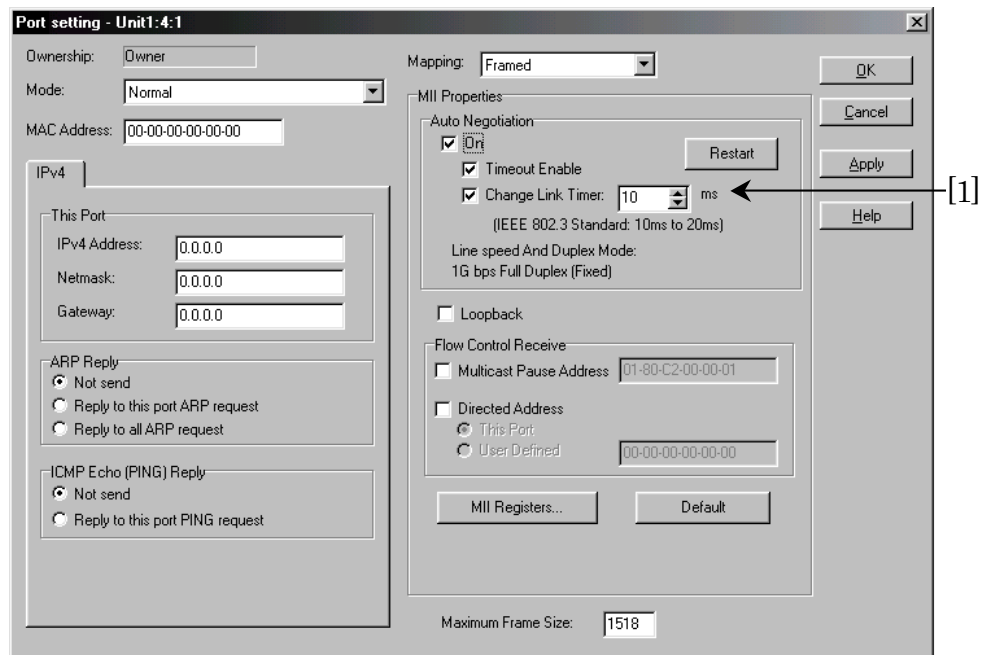 Port setting - Unit1:4:1
Ownership: Owner
Mode: Normal
MAC Address: 00-00-00-00-00-00
IPv4
This Port
IPv4 Address: 0.0.0.0
Netmask: 0.0.0.0
Gateway: 0.0.0.0
ARP Reply
Not send
Reply to this port ARP request
Reply to all ARP request
ICMP Echo (PING) Reply
Not send
Reply to this port PING request
Mapping: Framed
MII Properties
Auto Negotiation
On
Restart
Timeout Enable
Change Link Timer: 10 ms
(IEEE 802.3 Standard: 10ms to 20ms)
Line speed And Duplex Mode:
1G bps Full Duplex (Fixed)
Loopback
Flow Control Receive
Multicast Pause Address 01-80-C2-00-00-01
Directed Address
This Port
User Defined 00-00-00-00-00-00
MII Registers... Default
Maximum Frame Size: 1518
OK
Cancel
Apply
Help
[1]